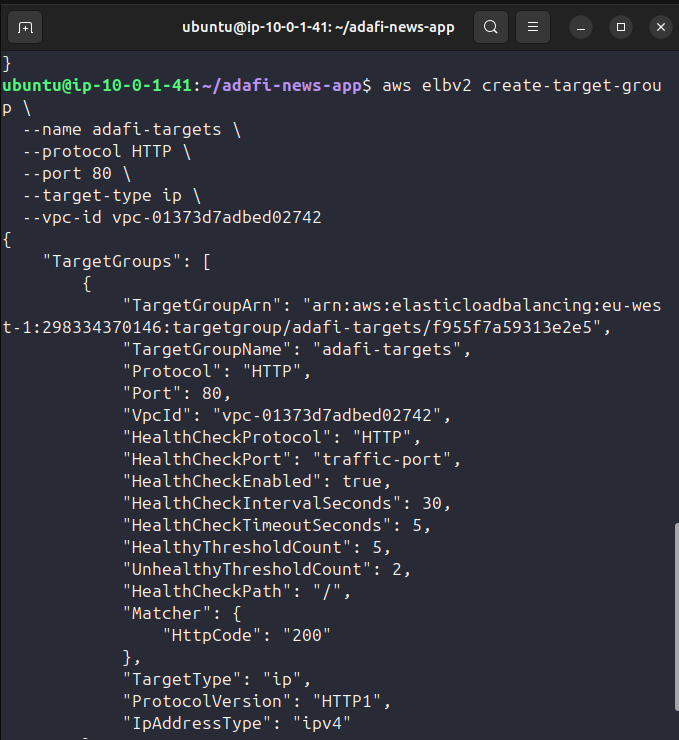 ubuntu@ip-10-0-1-41: ~/adafi-news-app
}
ubuntu@ip-10-0-1-41:~/adafi-news-app$ aws elbv2 create-target-grou
p \
  --name adafi-targets \
  --protocol HTTP \
  --port 80 \
  --target-type ip \
  --vpc-id vpc-01373d7adbed02742
{
    "TargetGroups": [
        {
            "TargetGroupArn": "arn:aws:elasticloadbalancing:eu-wes
t-1:298334370146:targetgroup/adafi-targets/f955f7a59313e2e5",
            "TargetGroupName": "adafi-targets",
            "Protocol": "HTTP",
            "Port": 80,
            "VpcId": "vpc-01373d7adbed02742",
            "HealthCheckProtocol": "HTTP",
            "HealthCheckPort": "traffic-port",
            "HealthCheckEnabled": true,
            "HealthCheckIntervalSeconds": 30,
            "HealthCheckTimeoutSeconds": 5,
            "HealthyThresholdCount": 5,
            "UnhealthyThresholdCount": 2,
            "HealthCheckPath": "/",
            "Matcher": {
                "HttpCode": "200"
            },
            "TargetType": "ip",
            "ProtocolVersion": "HTTP1",
            "IpAddressType": "ipv4"